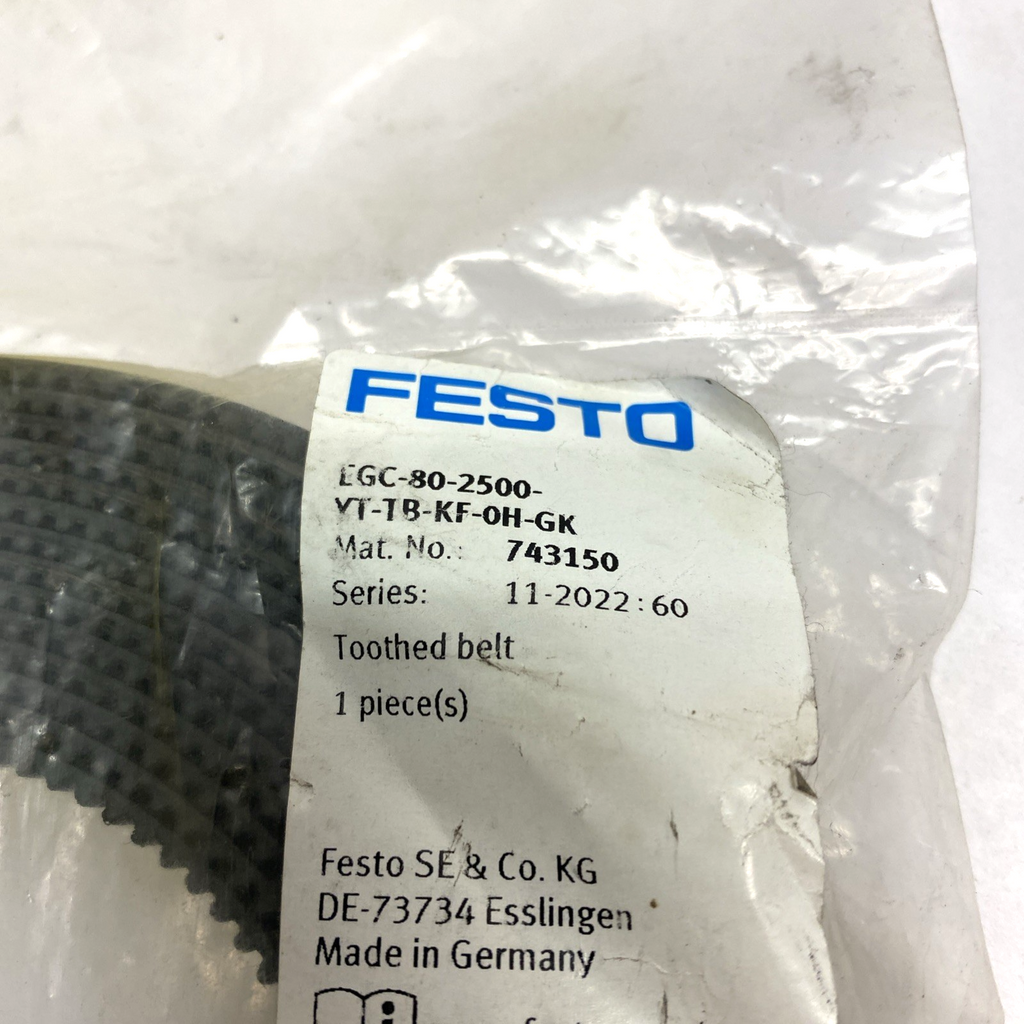 FESTO
EGC-80-2500-
YT-TB-KF-0H-GK
Mat. No.: 743150
Series: 11-2022:60
Toothed belt
1 piece(s)
Festo SE & Co. KG
DE-73734 Esslingen
Made in Germany